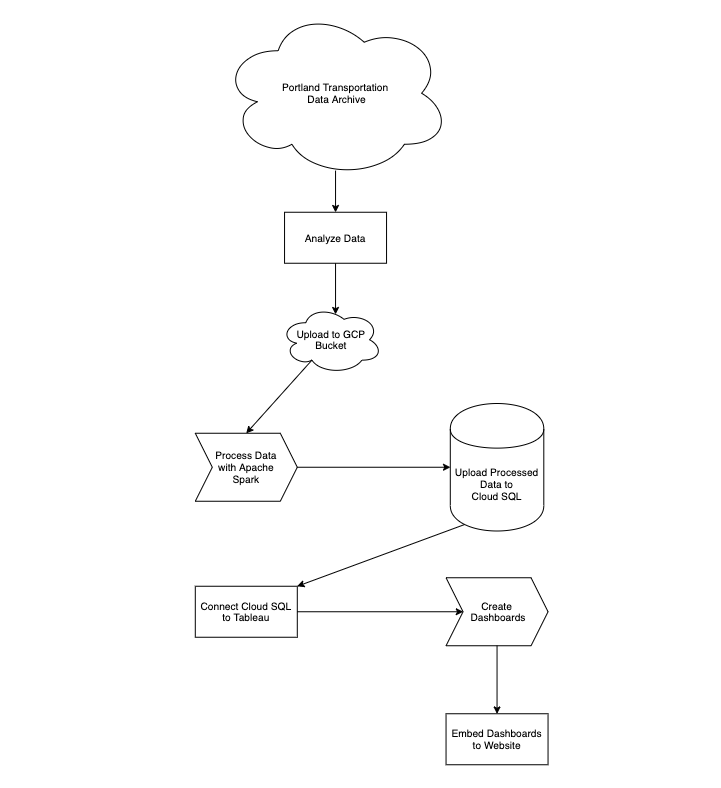 Portland Transportation
Data Archive
Analyze Data
Upload to GCP
Bucket
Process Data
with Apache
Spark
Upload Processed
Data to
Cloud SQL
Connect Cloud SQL
to Tableau
Create
Dashboards
Embed Dashboards
to Website